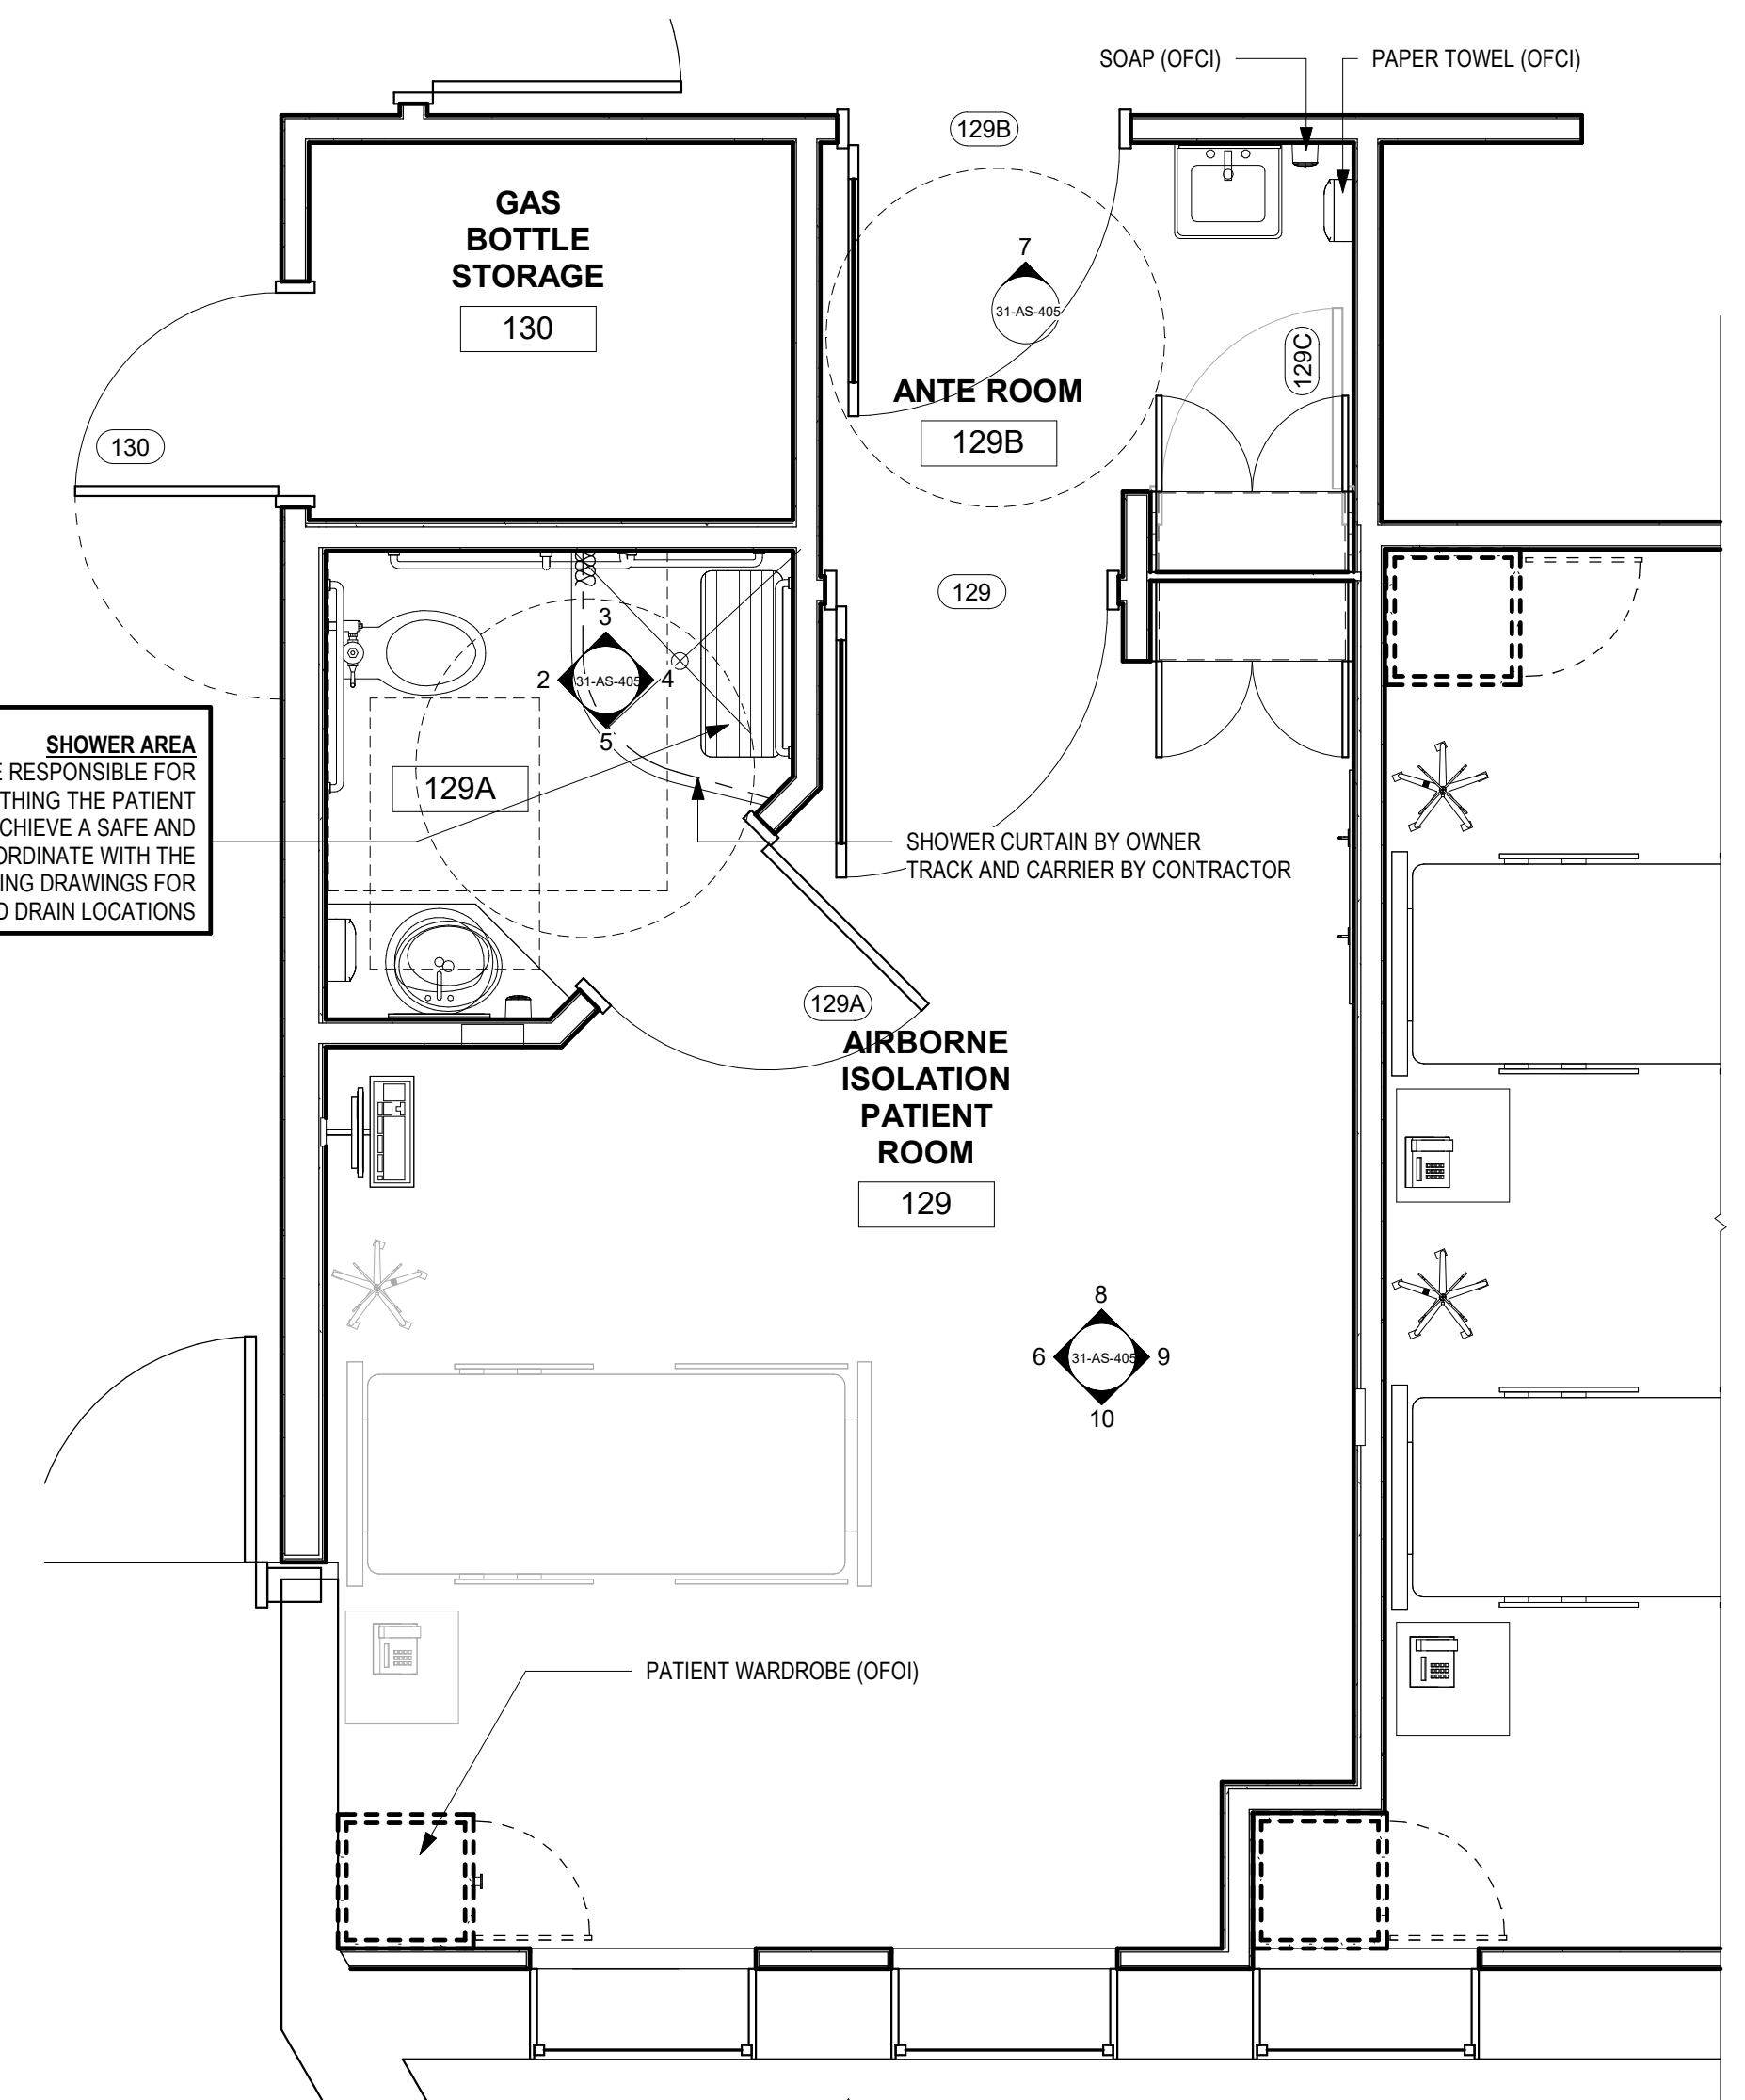 SOAP (OFCI)
PAPER TOWEL (OFCI)
129B
GAS
BOTTLE
STORAGE
130
7
31-AS-405
129C
ANTE ROOM
129B
130
129
3
2
31-AS-405
4
5
129A
SHOWER AREA
E RESPONSIBLE FOR
THING THE PATIENT
CHIEVE A SAFE AND
ORDINATE WITH THE
ING DRAWINGS FOR
D DRAIN LOCATIONS
SHOWER CURTAIN BY OWNER
TRACK AND CARRIER BY CONTRACTOR
129A
AIRBORNE
ISOLATION
PATIENT
ROOM
129
8
6
31-AS-405
9
10
PATIENT WARDROBE (OFOI)